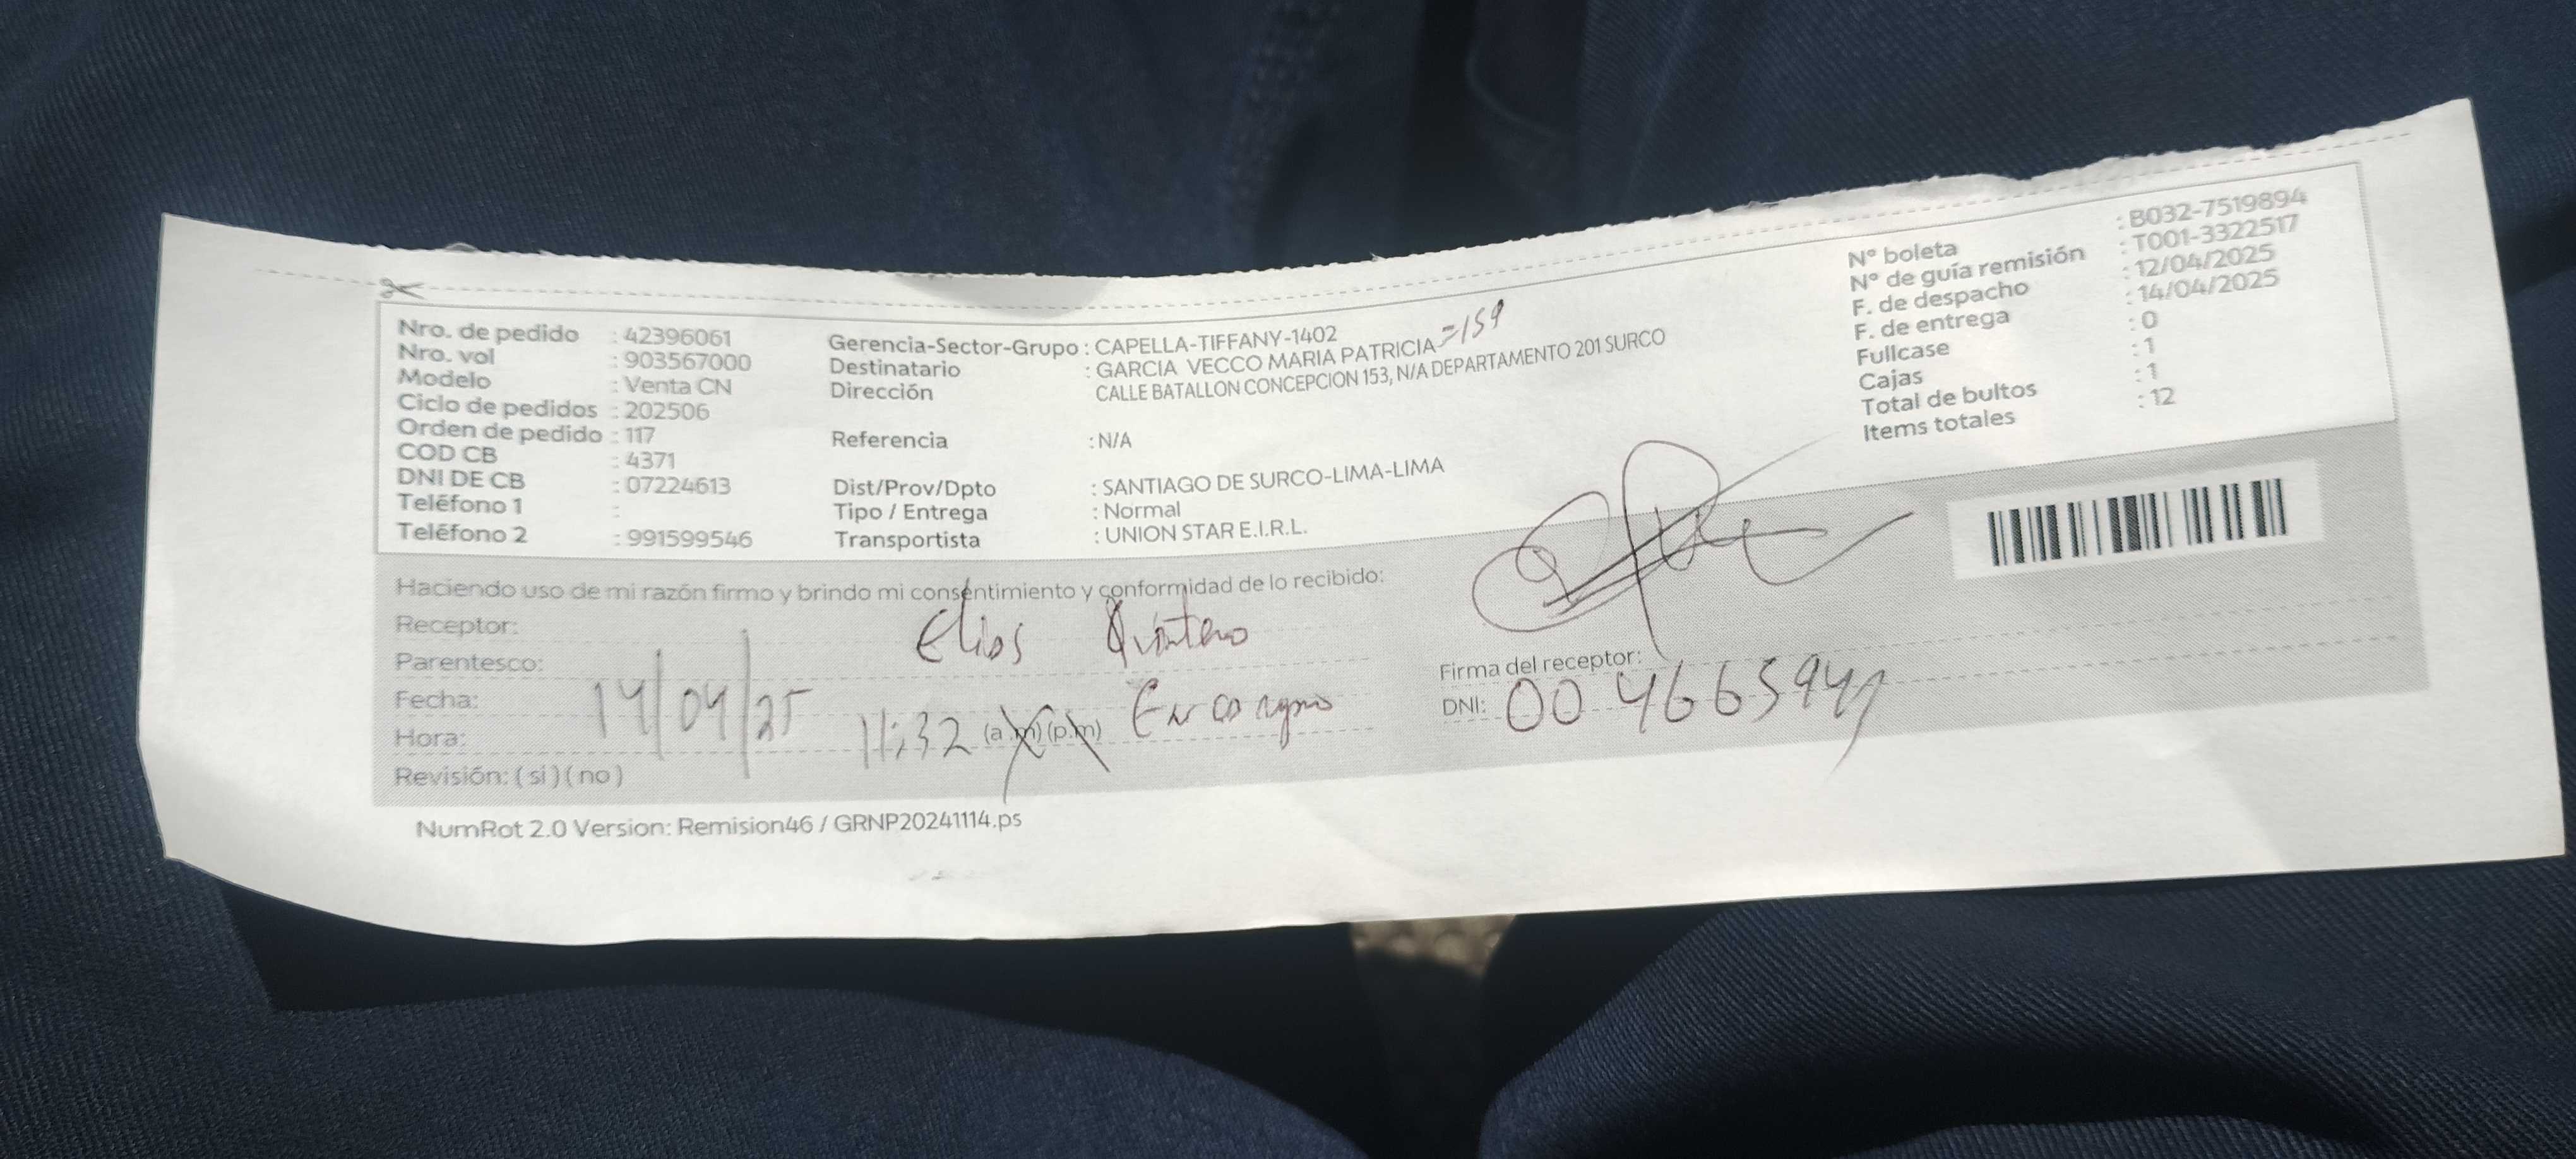 Nro. de pedido : 42396061
Nro. vol : 903567000
Modelo : Venta CN
Ciclo de pedidos : 202506
Orden de pedido : 117
COD CB : 4371
DNI DE CB : 07224613
Teléfono 1 :
Teléfono 2 : 991599546
Gerencia-Sector-Grupo : CAPELLA-TIFFANY-1402
Destinatario : GARCIA VECCO MARIA PATRICIA =159
Dirección CALLE BATALLON CONCEPCION 153, N/A DEPARTAMENTO 201 SURCO
Referencia : N/A
Dist/Prov/Dpto : SANTIAGO DE SURCO-LIMA-LIMA
Tipo / Entrega : Normal
Transportista : UNION STAR E.I.R.L.
Nº boleta : B032-7519894
Nº de guía remisión : T001-3322517
F. de despacho : 12/04/2025
F. de entrega : 14/04/2025
Fullcase : 0
Cajas : 1
Total de bultos : 1
Items totales : 12
Haciendo uso de mi razón firmo y brindo mi consentimiento y conformidad de lo recibido:
Receptor: Elias Quintero
Parentesco:
Fecha: 14/04/25
Hora: 11:32 (a.m) (p.m)
Revisión: ( si ) ( no )
Firma del receptor:
DNI: 004665944
NumRot 2.0 Version: Remision46 / GRNP20241114.ps